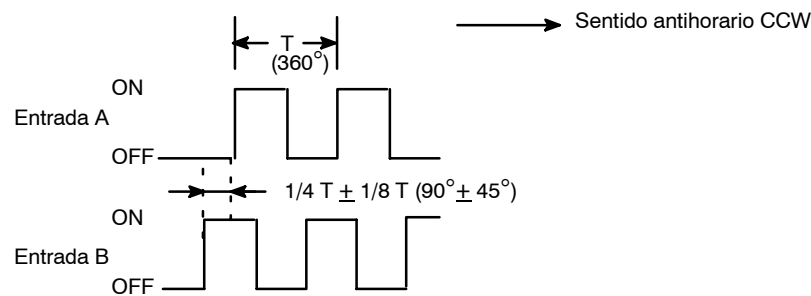 Sentido antihorario CCW
T
(360°)
ON
Entrada A
OFF
1/4 T ± 1/8 T (90°± 45°)
ON
Entrada B
OFF